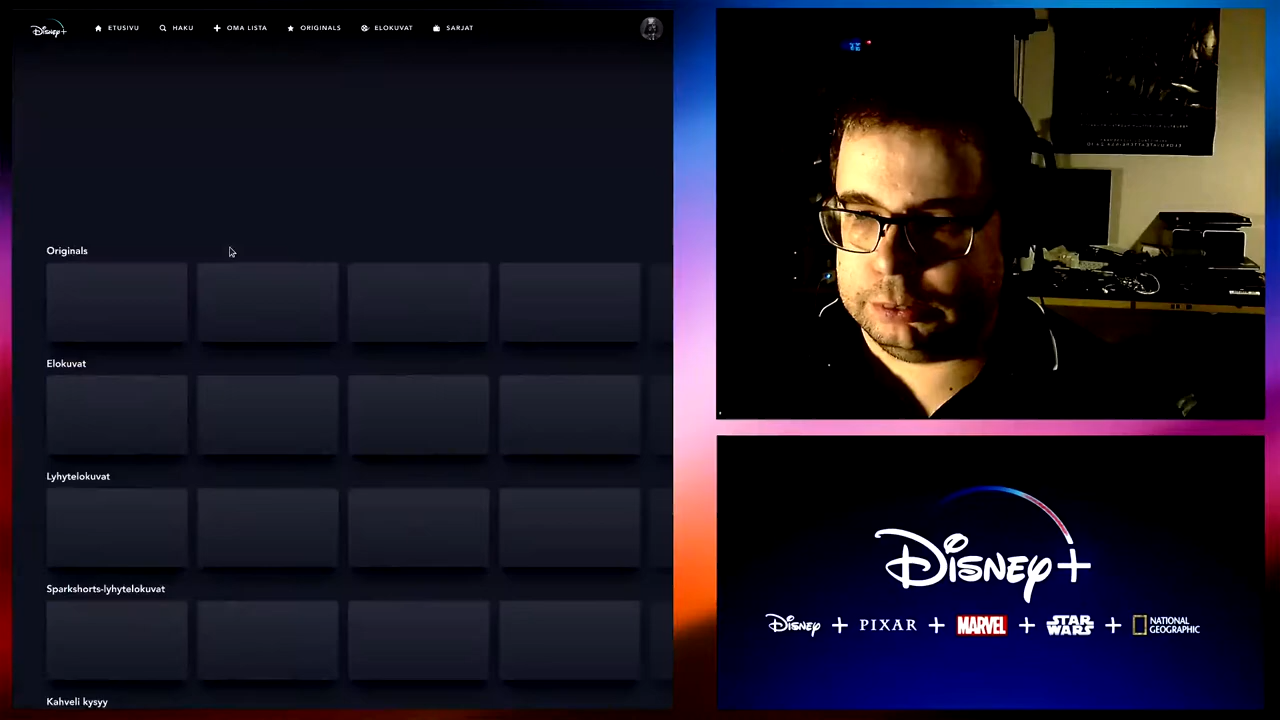 Disney+
ETUSIVU
HAKU
OMA LISTA
ORIGINALS
ELOKUVAT
SARJAT
Originals
Elokuvat
Lyhytelokuvat
Sparkshorts-lyhytelokuvat
Kahveli kysyy
Disney+
Disney + PIXAR + MARVEL + STAR WARS + NATIONAL GEOGRAPHIC